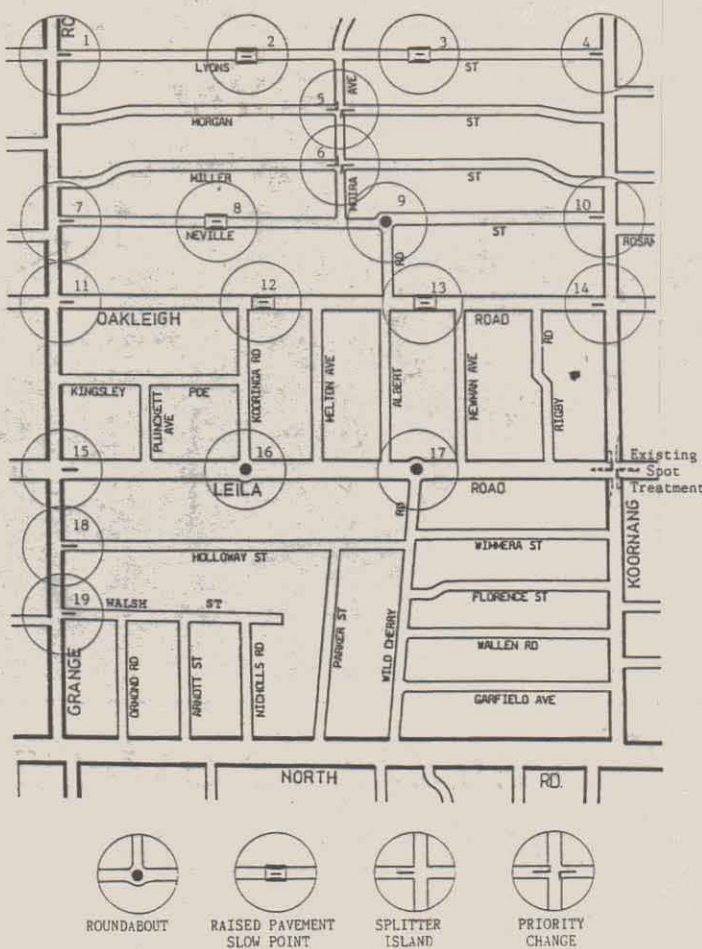 RD
1
2
3
4
LYONS ST
AVE
5
MORGAN ST
6
MILLER ST
MOIRA
7
8
9
10
NEVILLE ST
ROSAN
RD
11
12
13
14
OAKLEIGH ROAD
KOORINGA RD
MELTON AVE
ALBERT
NEWMAN AVE
RIGBY RD
KINGSLEY PDE
PLUNCKETT AVE
15
16
17
Existing
Spot
Treatment
LEILA ROAD
RD
18
HOLLOWAY ST
WIMMERA ST
KOORNANG
19
WALSH ST
FLORENCE ST
GRANGE
ORMOND RD
ARNOTT ST
NICHOLLS RD
PARKER ST
WILD CHERRY
WALLEN RD
GARFIELD AVE
NORTH RD.
ROUNDABOUT
RAISED PAVEMENT
SLOW POINT
SPLITTER
ISLAND
PRIORITY
CHANGE